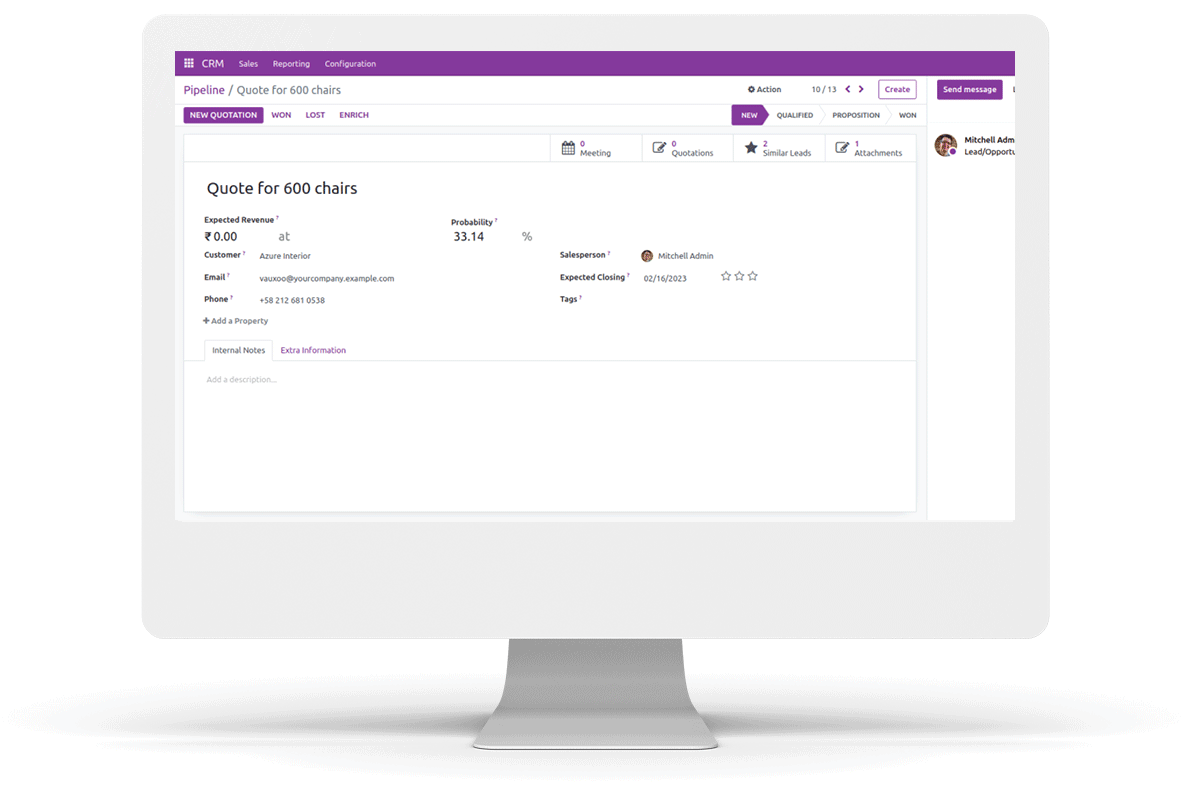 CRM Sales Reporting Configuration
Pipeline / Quote for 600 chairs
Action 10 / 13 Create
Send message
NEW QUOTATION WON LOST ENRICH
NEW QUALIFIED PROPOSITION WON
0 Meeting
0 Quotations
2 Similar Leads
1 Attachments
Mitchell Adm
Lead/Opportu
Quote for 600 chairs
Expected Revenue ?
₹ 0.00 at
Probability ?
33.14 %
Customer ? Azure Interior
Salesperson ? Mitchell Admin
Email ? vauxoo@yourcompany.example.com
Expected Closing ? 02/16/2023
Phone ? +58 212 681 0538
Tags ?
+ Add a Property
Internal Notes Extra Information
Add a description...